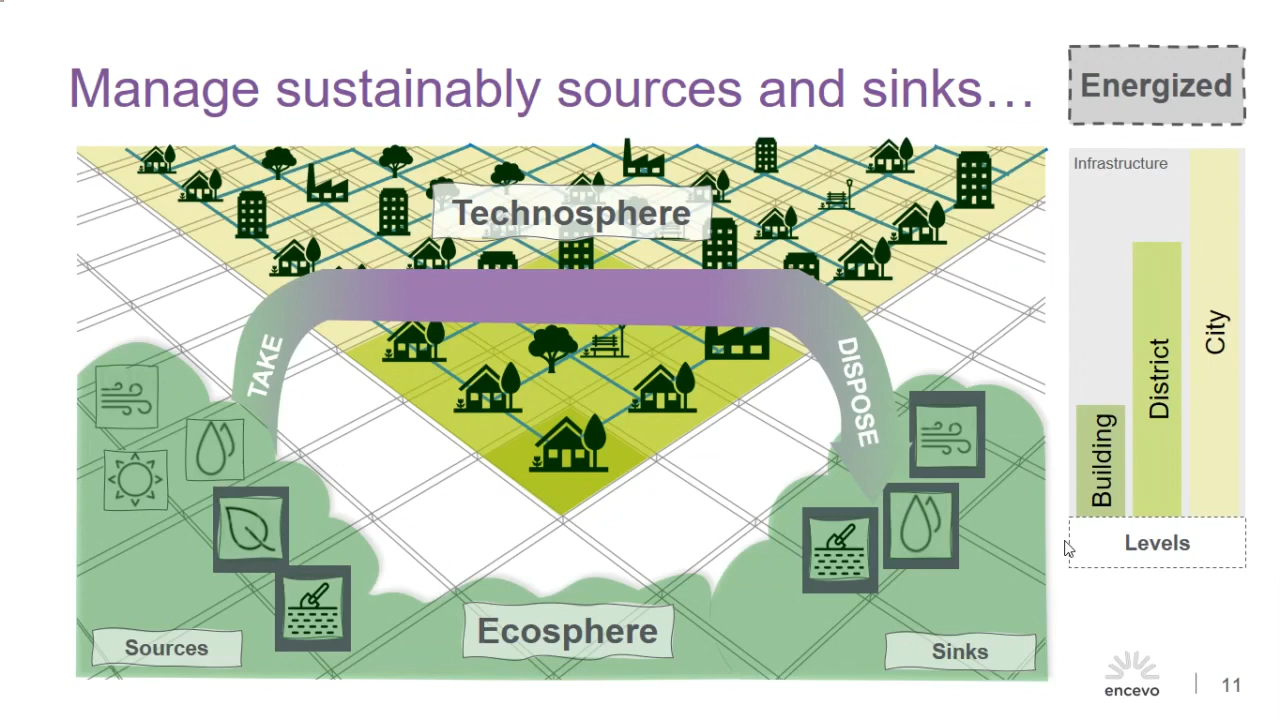 Manage sustainably sources and sinks…
Energized
Infrastructure
Technosphere
TAKE
DISPOSE
Building
District
City
Levels
Ecosphere
Sources
Sinks
encevo
11